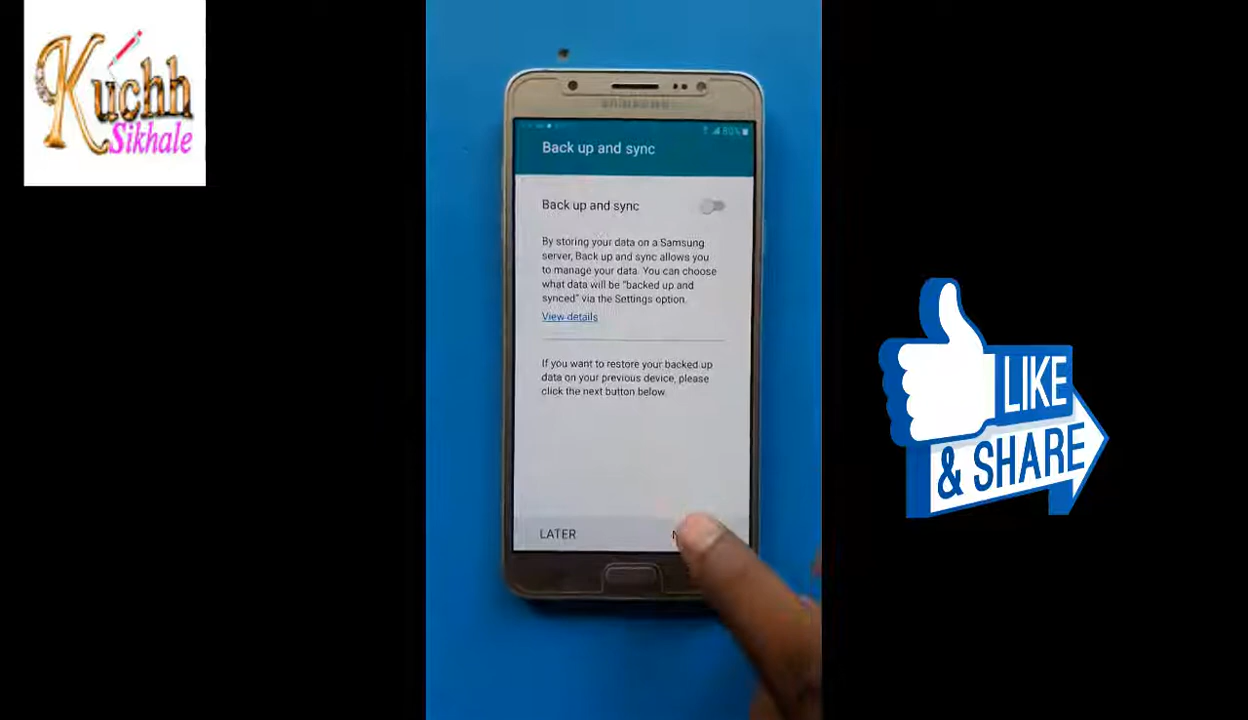 Kuchh
Sikhale
SAMSUNG
80%
Back up and sync
Back up and sync
By storing your data on a Samsung
server, Back up and sync allows you
to manage your data. You can choose
what data will be "backed up and
synced" via the Settings option.
View details
If you want to restore your backed up
data on your previous device, please
click the next button below.
LATER
LIKE
& SHARE